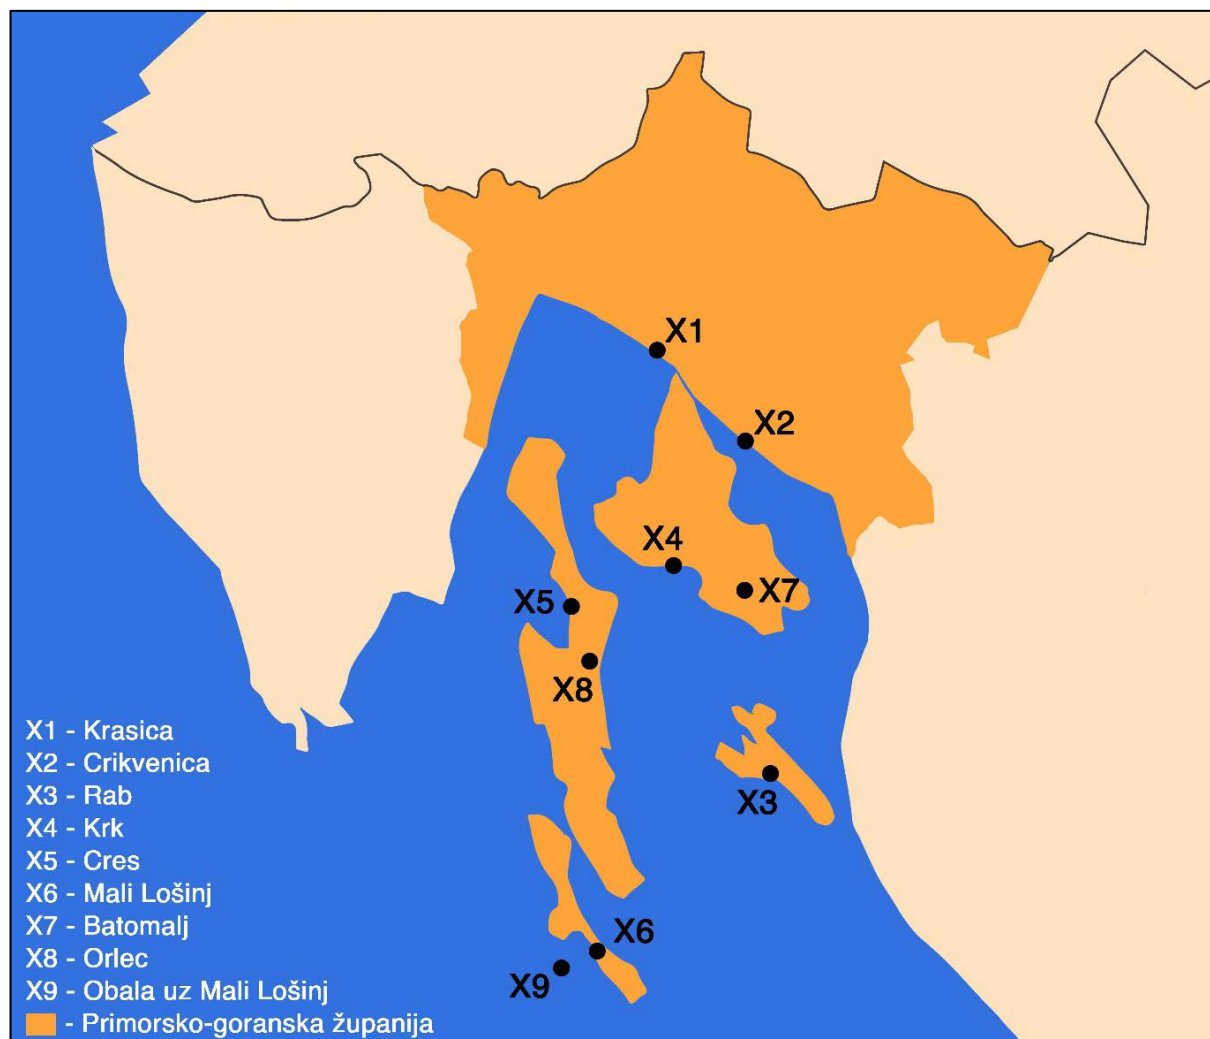 X1
X2
X4
X7
X5
X8
X3
X6
X9
X1 - Krasica
X2 - Crikvenica
X3 - Rab
X4 - Krk
X5 - Cres
X6 - Mali Lošinj
X7 - Batomalj
X8 - Orlec
X9 - Obala uz Mali Lošinj
- Primorsko-goranska županija